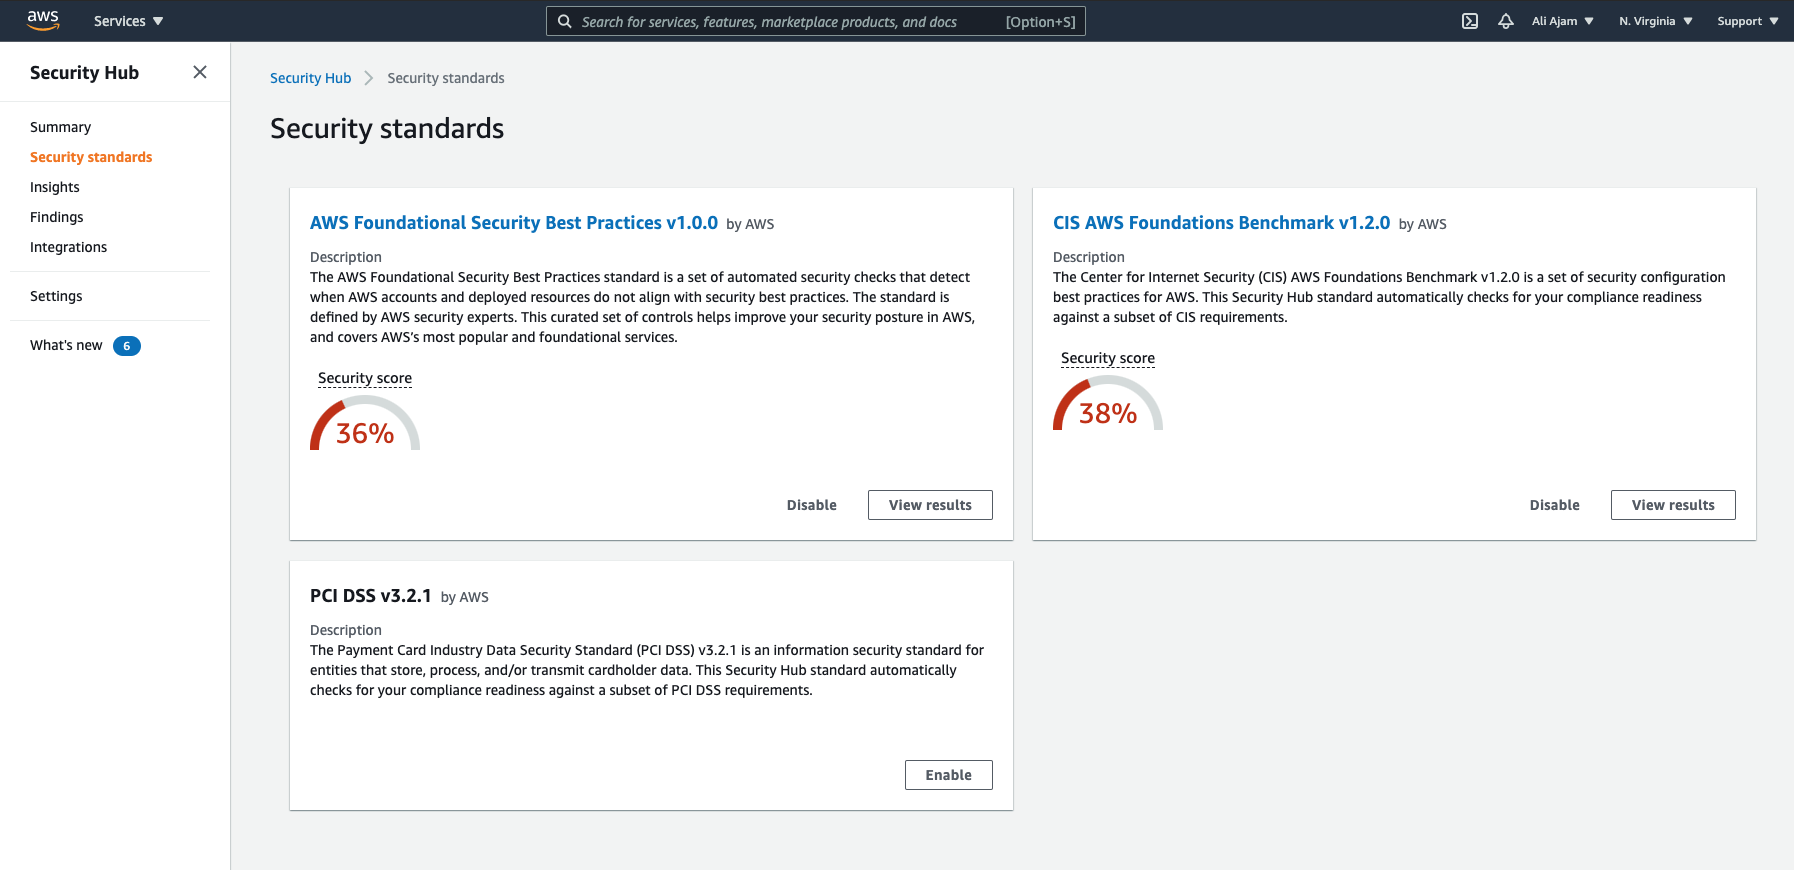 aws
Services
Search for services, features, marketplace products, and docs [Option+S]
Ali Ajam
N. Virginia
Support
Security Hub
Summary
Security standards
Insights
Findings
Integrations
Settings
What's new 6
Security Hub Security standards
Security standards
AWS Foundational Security Best Practices v1.0.0 by AWS
Description
The AWS Foundational Security Best Practices standard is a set of automated security checks that detect
when AWS accounts and deployed resources do not align with security best practices. The standard is
defined by AWS security experts. This curated set of controls helps improve your security posture in AWS,
and covers AWS’s most popular and foundational services.
Security score
36%
Disable
View results
CIS AWS Foundations Benchmark v1.2.0 by AWS
Description
The Center for Internet Security (CIS) AWS Foundations Benchmark v1.2.0 is a set of security configuration
best practices for AWS. This Security Hub standard automatically checks for your compliance readiness
against a subset of CIS requirements.
Security score
38%
Disable
View results
PCI DSS v3.2.1 by AWS
Description
The Payment Card Industry Data Security Standard (PCI DSS) v3.2.1 is an information security standard for
entities that store, process, and/or transmit cardholder data. This Security Hub standard automatically
checks for your compliance readiness against a subset of PCI DSS requirements.
Enable